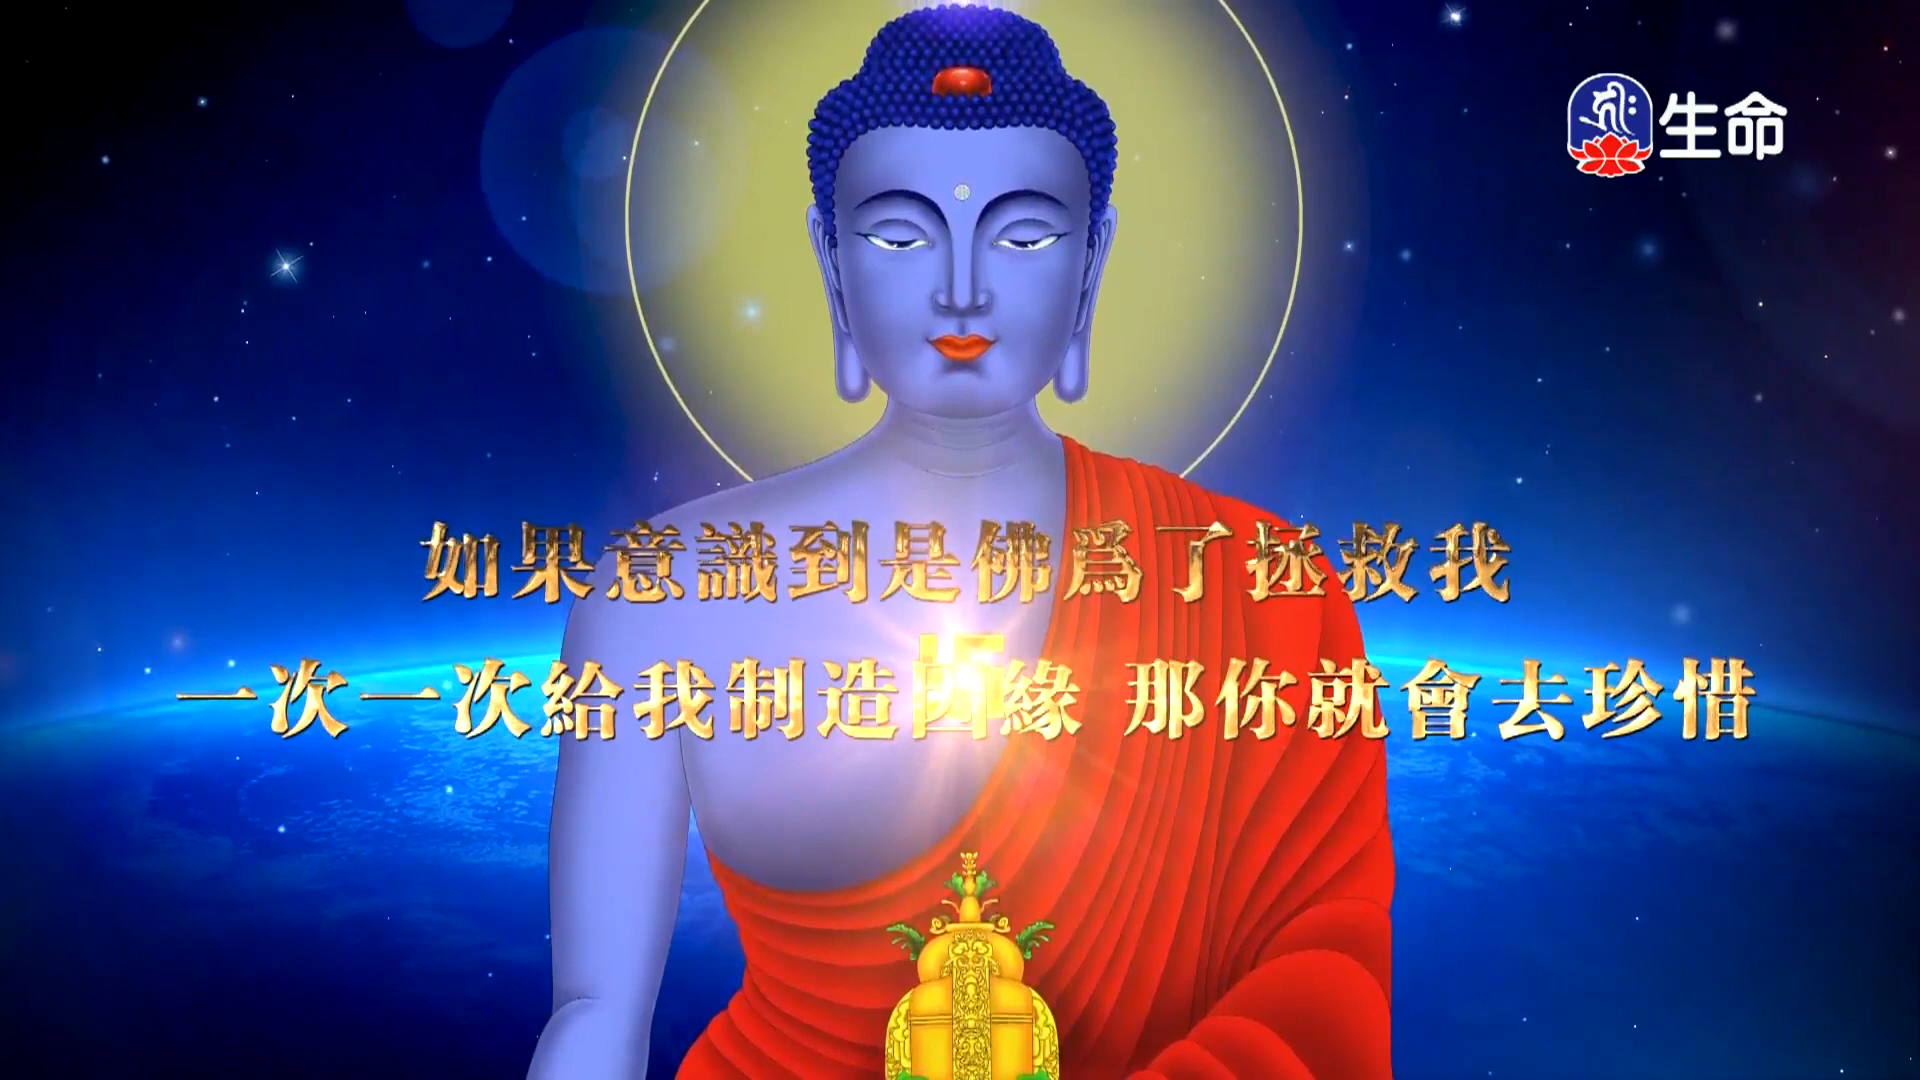 生命
如果意識到是佛爲了拯救我
一次一次給我制造因緣 那你就會去珍惜